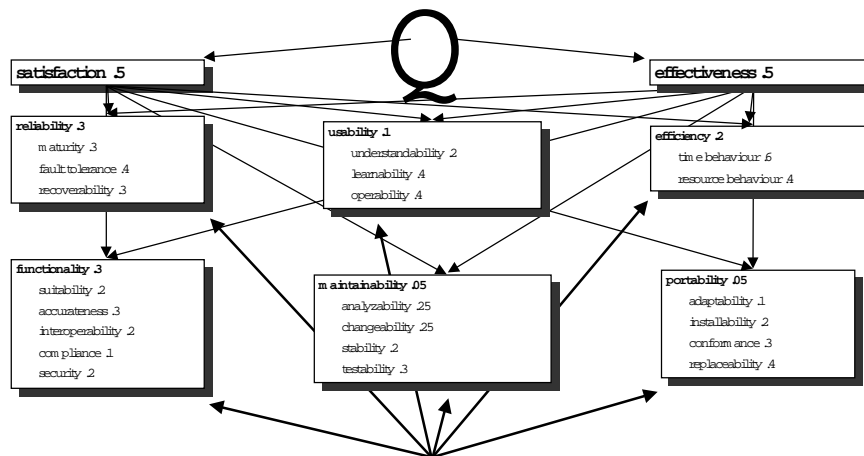 Q
satisfaction .5
effectiveness .5
reliability .3
maturity .3
fault tolerance .4
recoverability .3
usability .1
understandability .2
learnability .4
operability .4
efficiency .2
time behaviour .6
resource behaviour .4
functionality .3
suitability .2
accurateness .3
interoperability .2
compliance .1
security .2
maintainability .05
analyzability .25
changeability .25
stability .2
testability .3
portability .05
adaptability .1
installability .2
conformance .3
replaceability .4